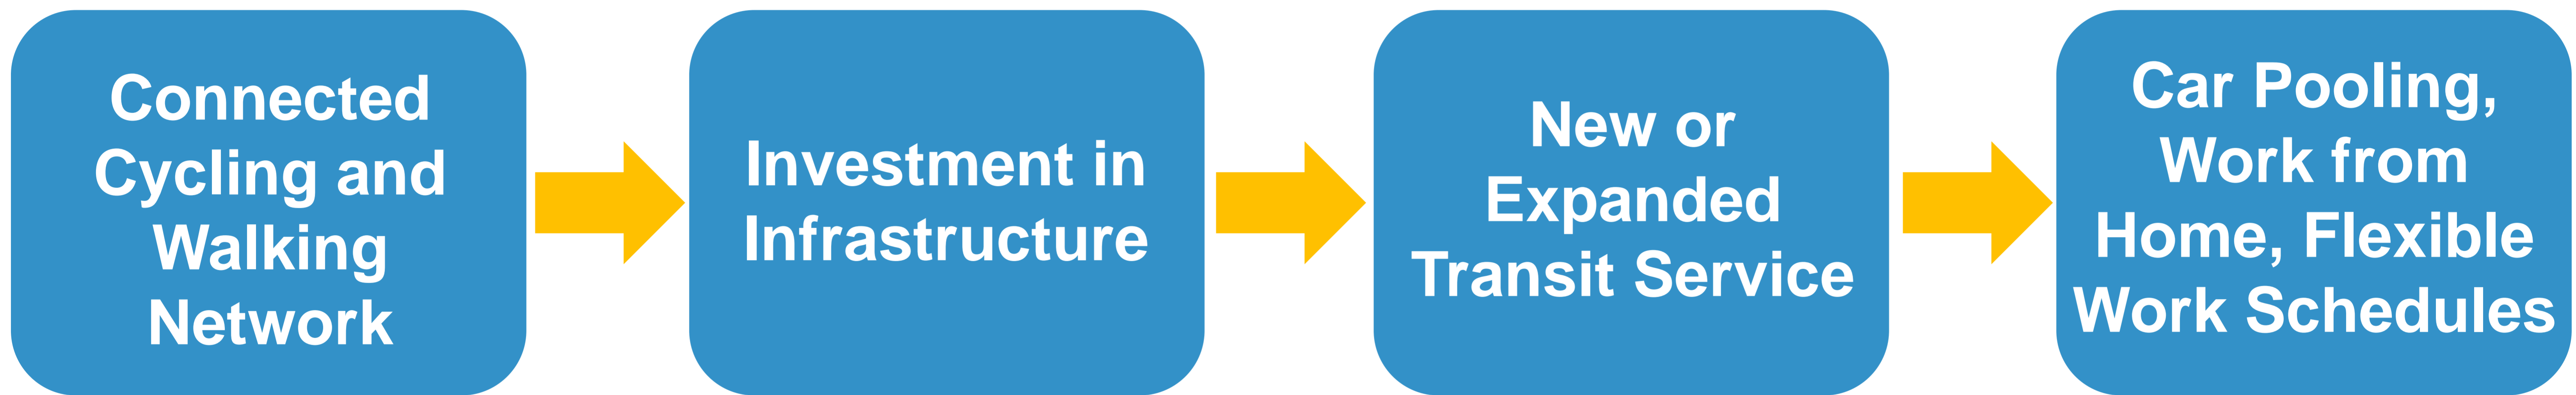 Connected
Cycling and
Walking
Network
Investment in
Infrastructure
New or
Expanded
Transit Service
Car Pooling,
Work from
Home, Flexible
Work Schedules